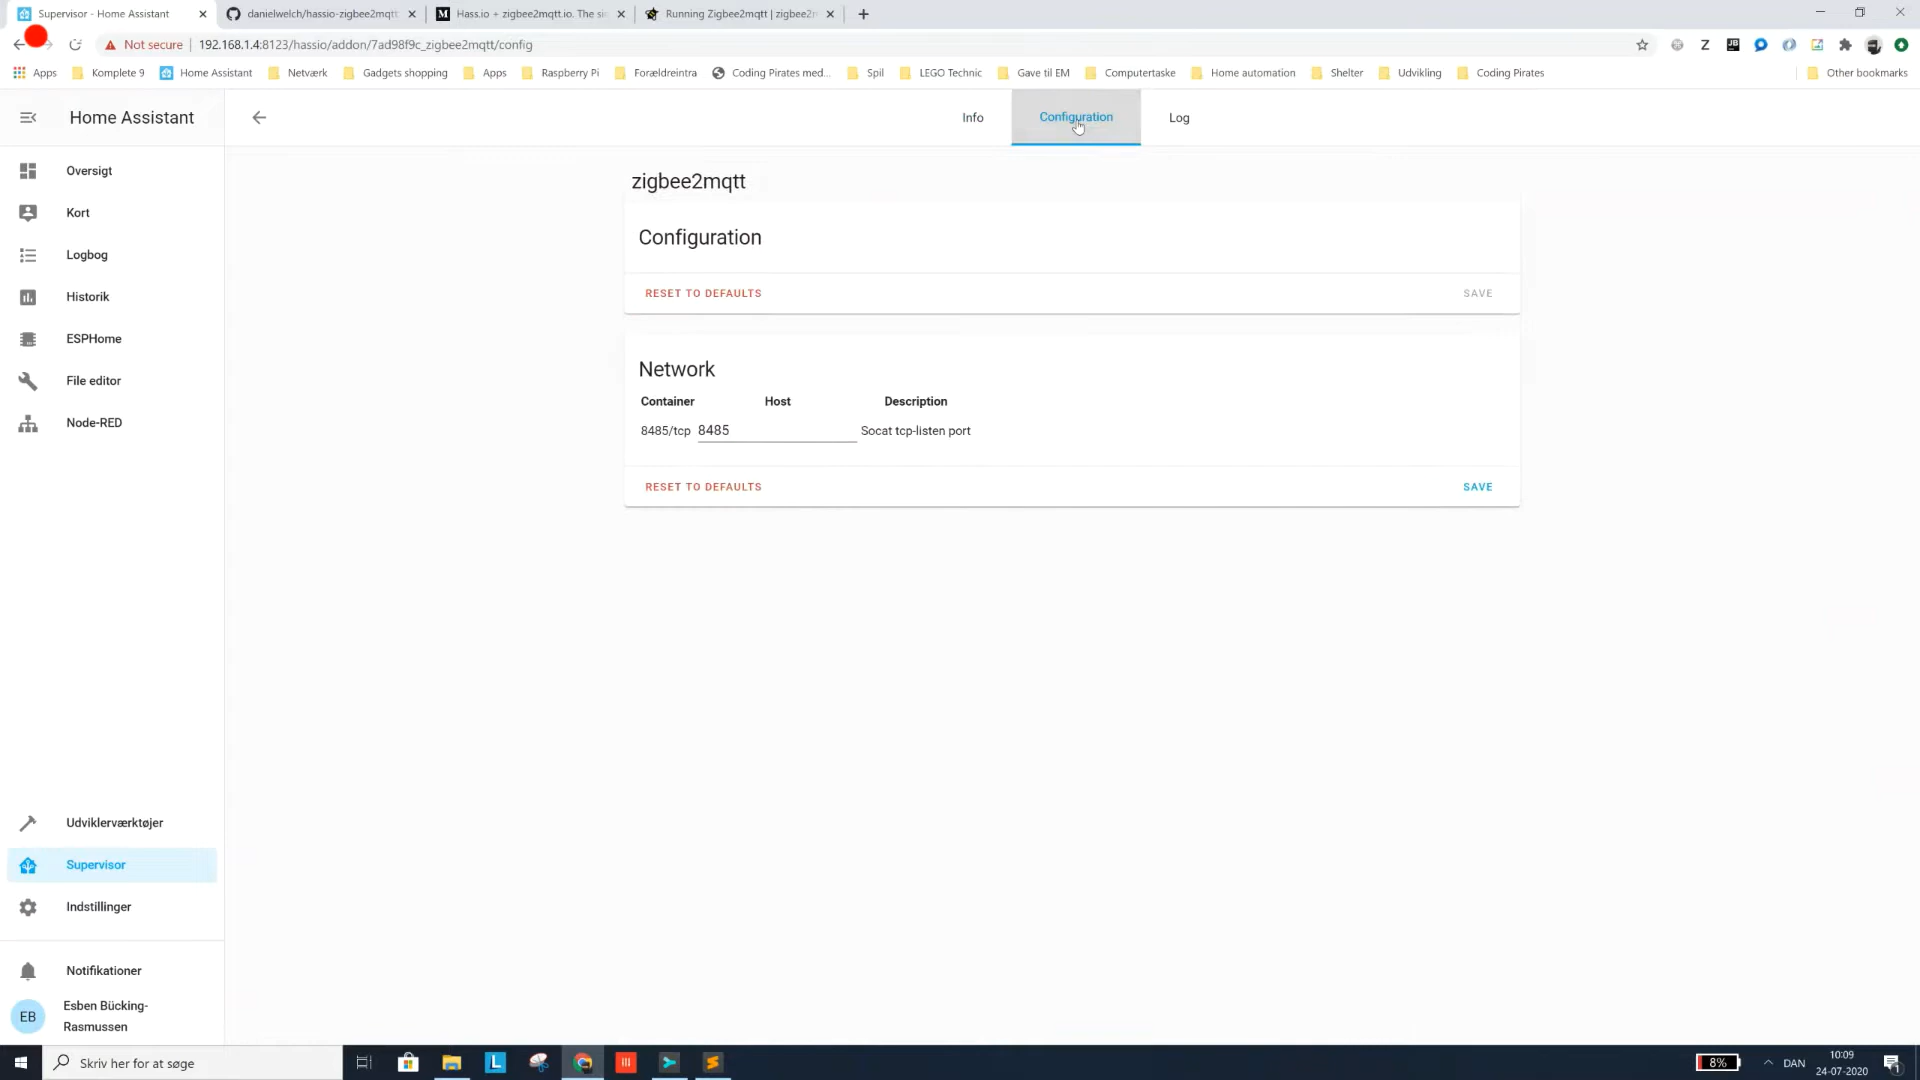 Supervisor - Home Assistant
danielwelch/hassio-zigbee2mqtt
Hass.io + zigbee2mqtt.io. The si
Running Zigbee2mqtt | zigbee2
Not secure
192.168.1.4:8123/hassio/addon/7ad98f9c_zigbee2mqtt/config
Apps
Komplete 9
Home Assistant
Netværk
Gadgets shopping
Apps
Raspberry Pi
Forældreintra
Coding Pirates med...
Spil
LEGO Technic
Gave til EM
Computertaske
Home automation
Shelter
Udvikling
Coding Pirates
Other bookmarks
Home Assistant
Info
Configuration
Log
Oversigt
Kort
Logbog
Historik
ESPHome
File editor
Node-RED
zigbee2mqtt
Configuration
RESET TO DEFAULTS
SAVE
Network
Container Host Description
8485/tcp 8485 Socat tcp-listen port
RESET TO DEFAULTS
SAVE
Udviklerværktøjer
Supervisor
Indstillinger
Notifikationer
EB
Esben Bücking-
Rasmussen
Skriv her for at søge
8%
DAN
10:09
24-07-2020